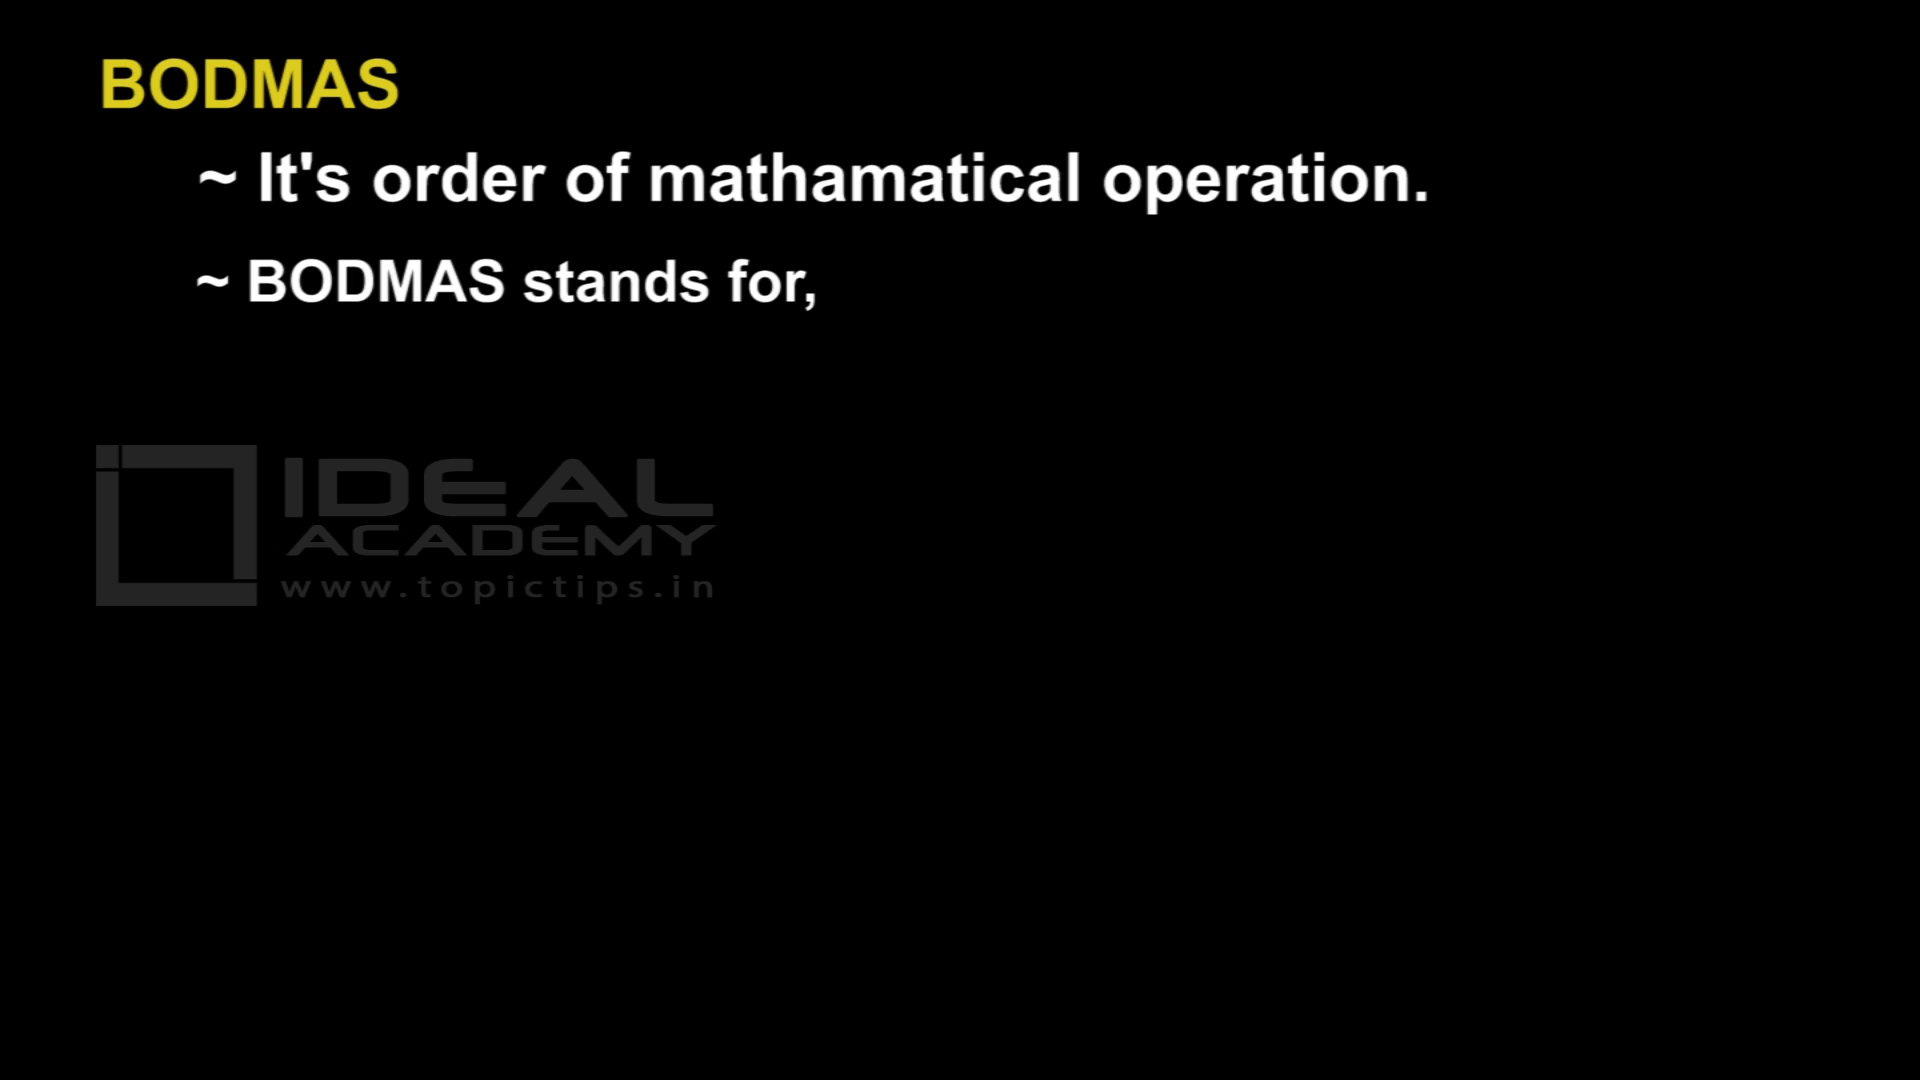 BODMAS
~ It's order of mathamatical operation.
~ BODMAS stands for,
IDEAL
ACADEMY
www.topictips.in